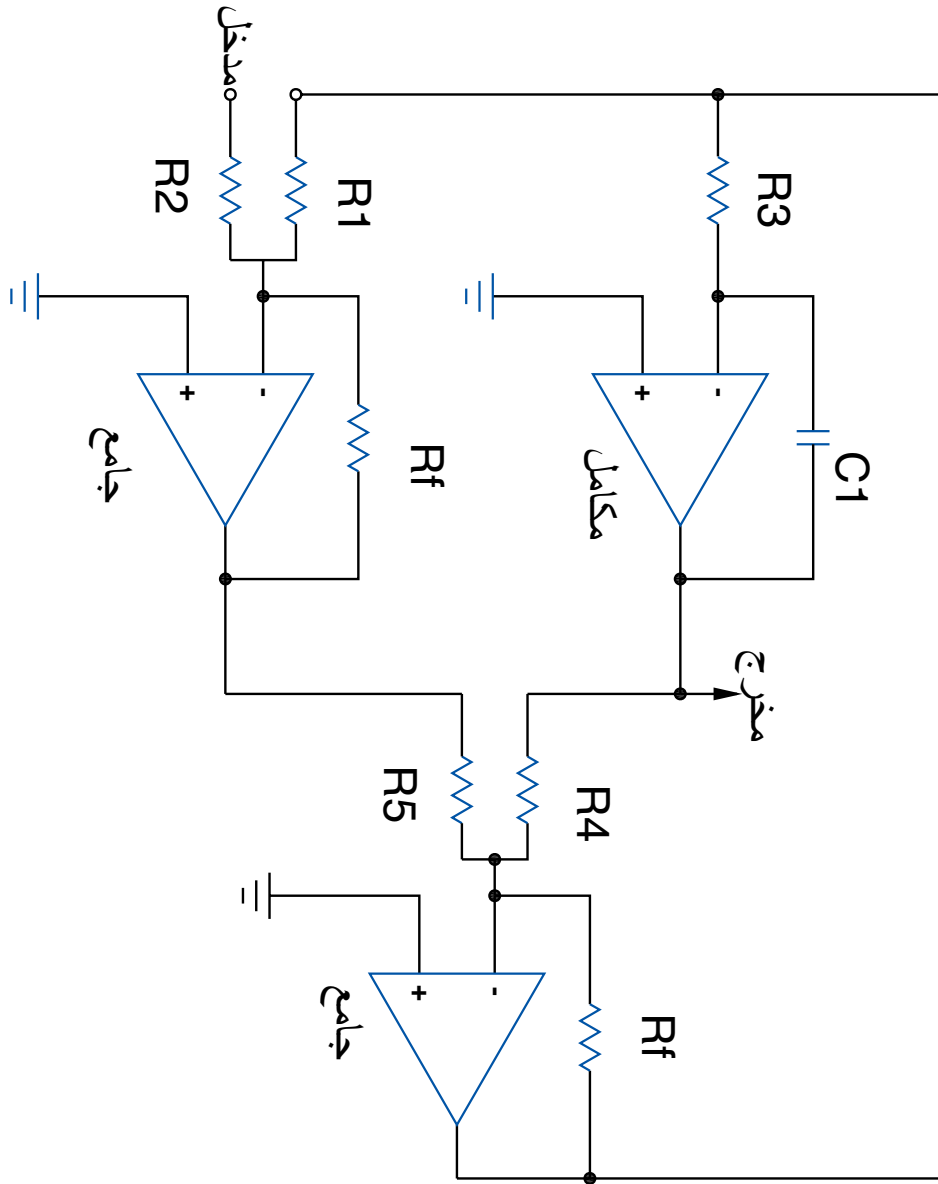 مدخل
R2
R1
R3
+
-
+
-
جامع
Rf
مكامل
C1
مخرج
R5
R4
+
-
جامع
Rf